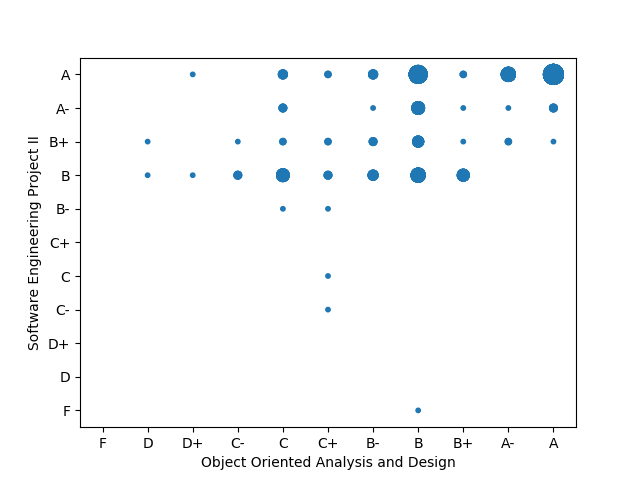 A
A-
B+
B
B-
C+
C
C-
D+
D
F
Software Engineering Project II
F D D+ C- C C+ B- B B+ A- A
Object Oriented Analysis and Design